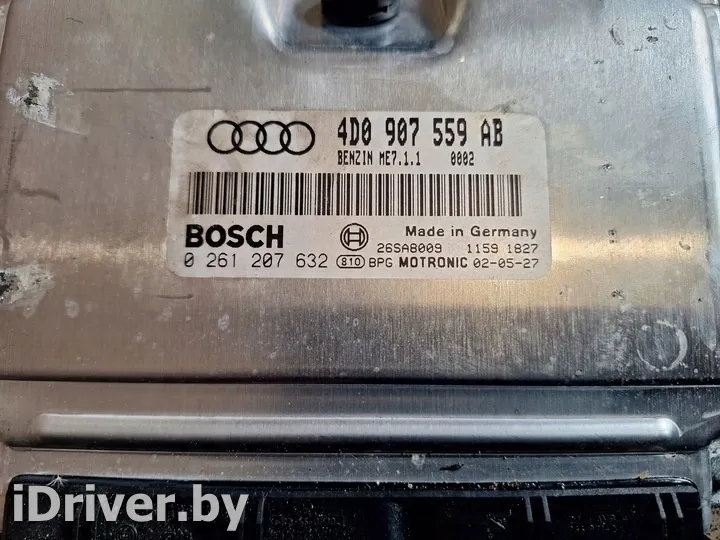 4D0 907 559 AB
BENZIN ME7.1.1 0002
BOSCH
Made in Germany
26SA8009 1159 1827
0 261 207 632 810 BPG MOTRONIC 02-05-27
iDriver.by